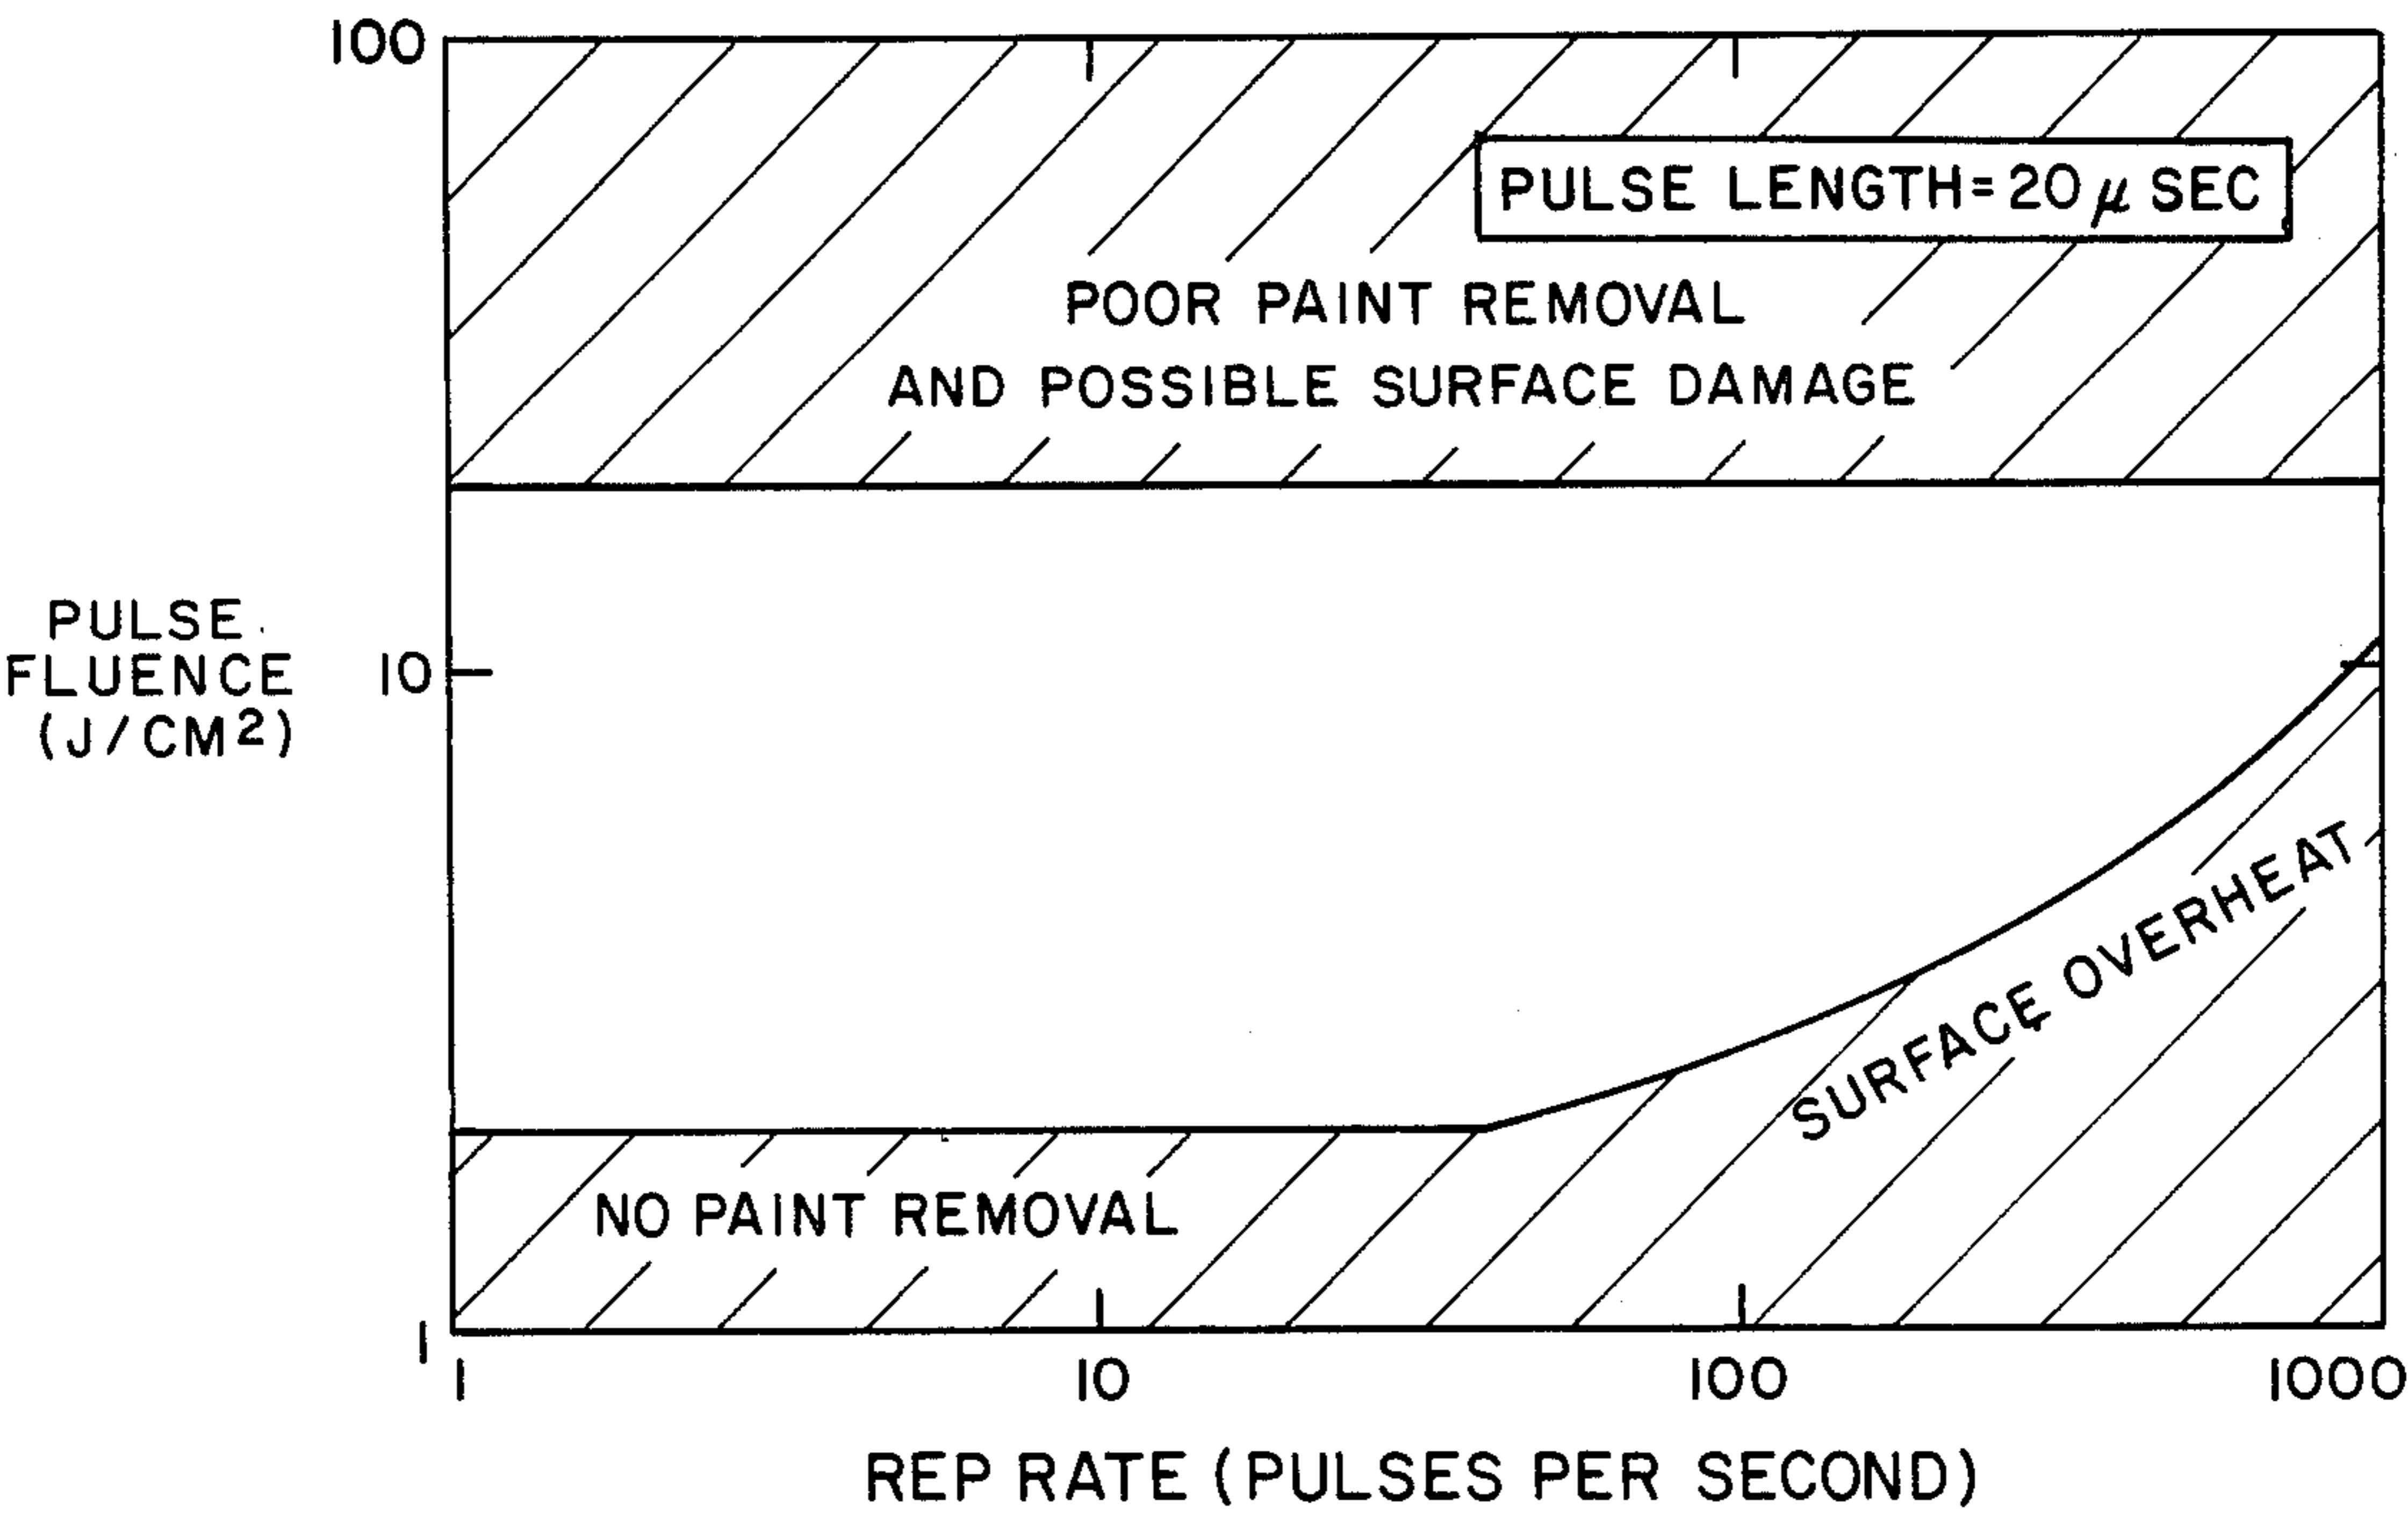 100
PULSE LENGTH=20 μ SEC
POOR PAINT REMOVAL
AND POSSIBLE SURFACE DAMAGE
PULSE
FLUENCE
(J/CM²)
10
SURFACE OVERHEAT
NO PAINT REMOVAL
1
1
10
100
1000
REP RATE (PULSES PER SECOND)